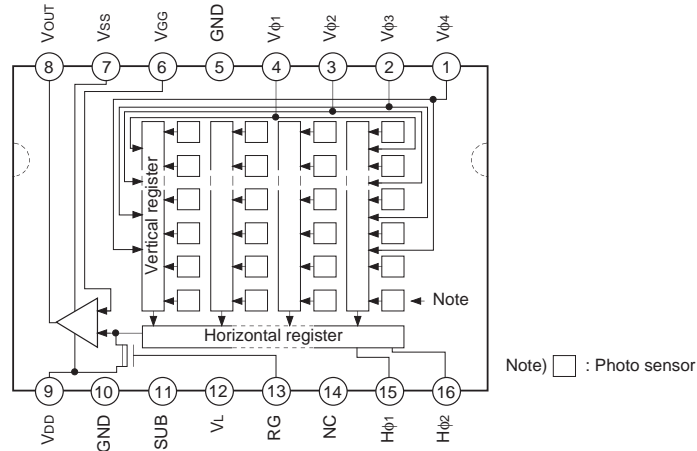 VOUT VSS VGG GND Vϕ1 Vϕ2 Vϕ3 Vϕ4
8 7 6 5 4 3 2 1
Vertical register
Note
Horizontal register
Note) : Photo sensor
9 10 11 12 13 14 15 16
VDD GND SUB VL RG NC Hϕ1 Hϕ2